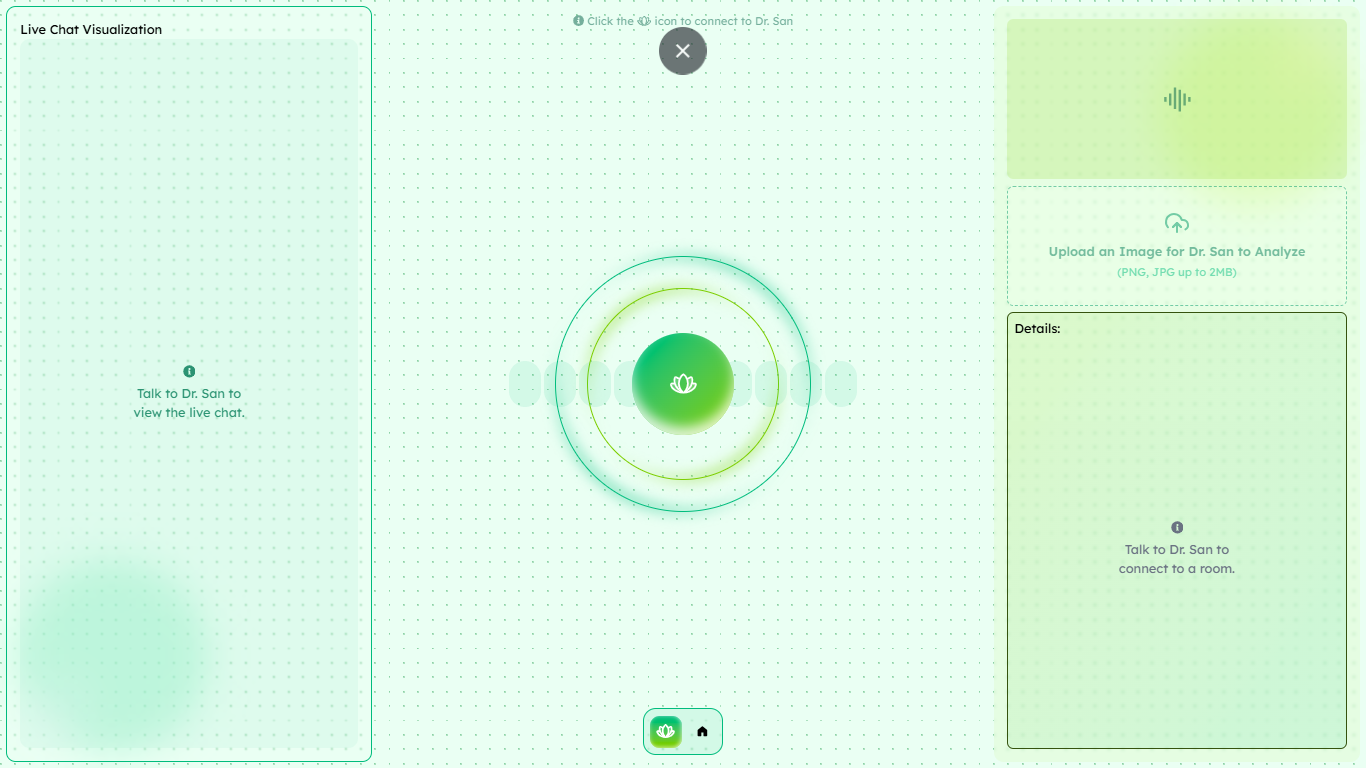 Live Chat Visualization
Talk to Dr. San to
view the live chat.
Click the icon to connect to Dr. San
Upload an Image for Dr. San to Analyze
(PNG, JPG up to 2MB)
Details:
Talk to Dr. San to
connect to a room.